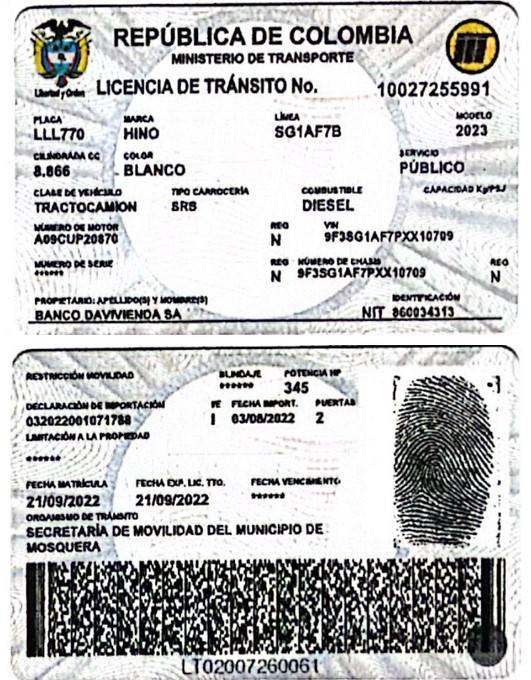 REPÚBLICA DE COLOMBIA
MINISTERIO DE TRANSPORTE
Libertad y Orden
LICENCIA DE TRÁNSITO No. 10027255991
PLACA MARCA LÍNEA MODELO
LLL770 HINO SG1AF7B 2023
CILINDRADA CC COLOR SERVICIO
8.866 BLANCO PÚBLICO
CLASE DE VEHÍCULO TIPO CARROCERÍA COMBUSTIBLE CAPACIDAD Kg/PSJ
TRACTOCAMION SRS DIESEL
NÚMERO DE MOTOR REG VIN
A09CUP20870 N 9F3SG1AF7PXX10709
NÚMERO DE SERIE REG NÚMERO DE CHASIS REG
****** N 9F3SG1AF7PXX10709 N
PROPIETARIO: APELLIDO(S) Y NOMBRE(S) IDENTIFICACIÓN
BANCO DAVIVIENDA SA NIT 860034313
RESTRICCIÓN MOVILIDAD BLINDAJE POTENCIA HP
****** 345
DECLARACIÓN DE IMPORTACIÓN I/E FECHA IMPORT. PUERTAS
032022001071788 I 03/08/2022 2
LIMITACIÓN A LA PROPIEDAD
******
FECHA MATRÍCULA FECHA EXP. LIC. TTO. FECHA VENCIMIENTO
21/09/2022 21/09/2022 ******
ORGANISMO DE TRÁNSITO
SECRETARÍA DE MOVILIDAD DEL MUNICIPIO DE
MOSQUERA
LT02007260061